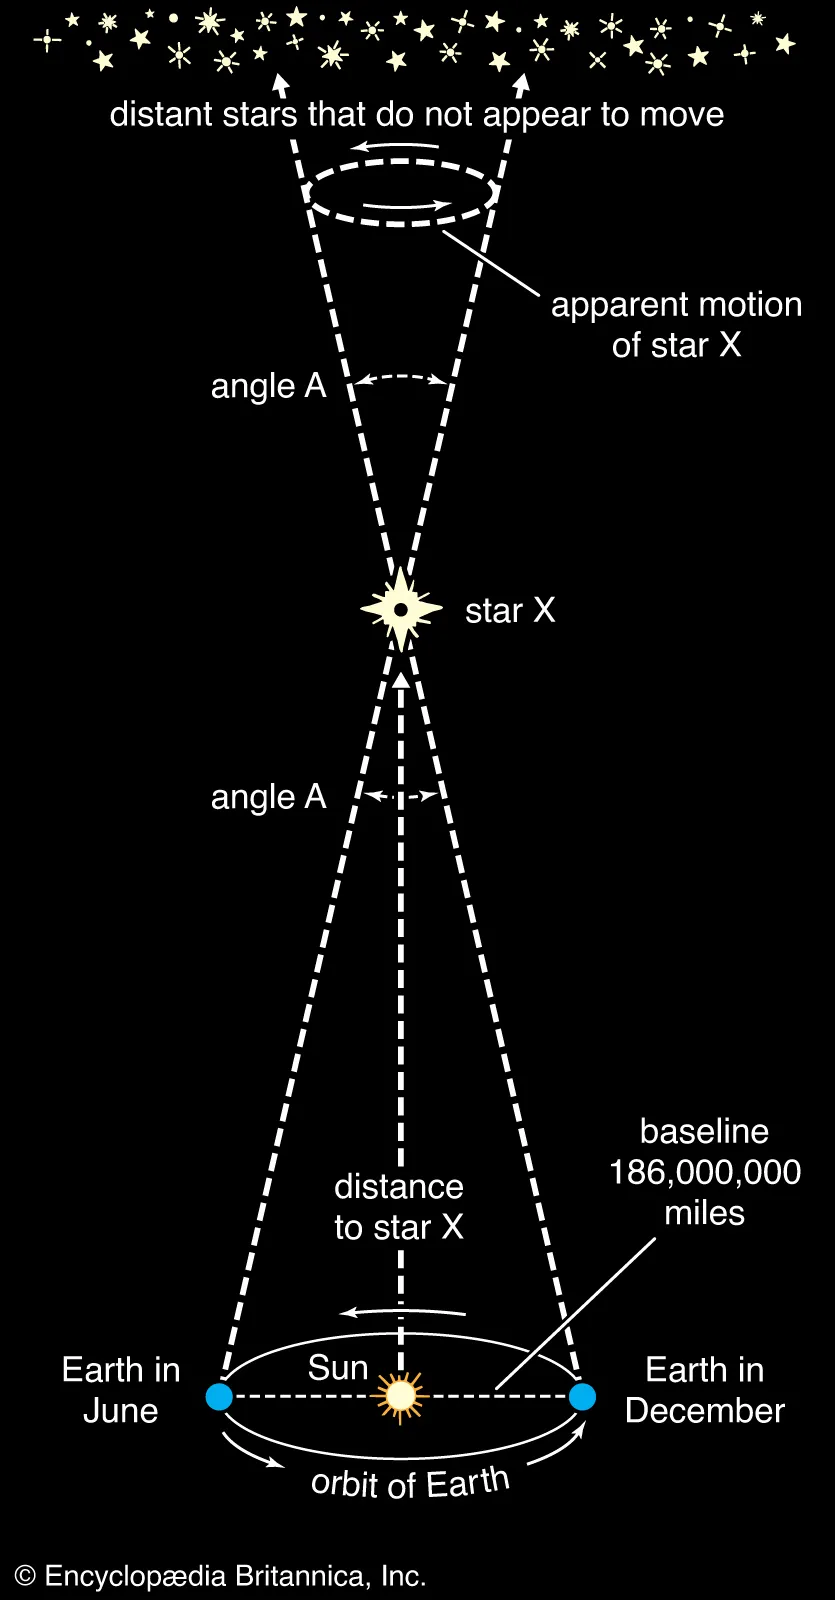 distant stars that do not appear to move
apparent motion
of star X
angle A
star X
angle A
baseline
186,000,000
miles
distance
to star X
Sun
Earth in
June
Earth in
December
orbit of Earth
© Encyclopædia Britannica, Inc.